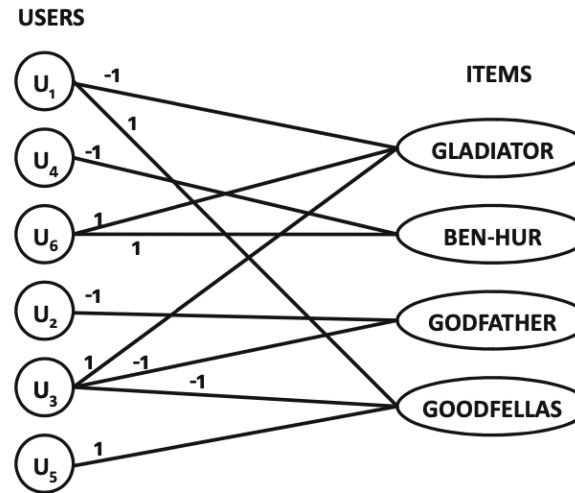 USERS
ITEMS
U1
-1
1
GLADIATOR
U4
-1
U6
1
1
BEN-HUR
U2
-1
GODFATHER
U3
1
-1
-1
GOODFELLAS
U5
1